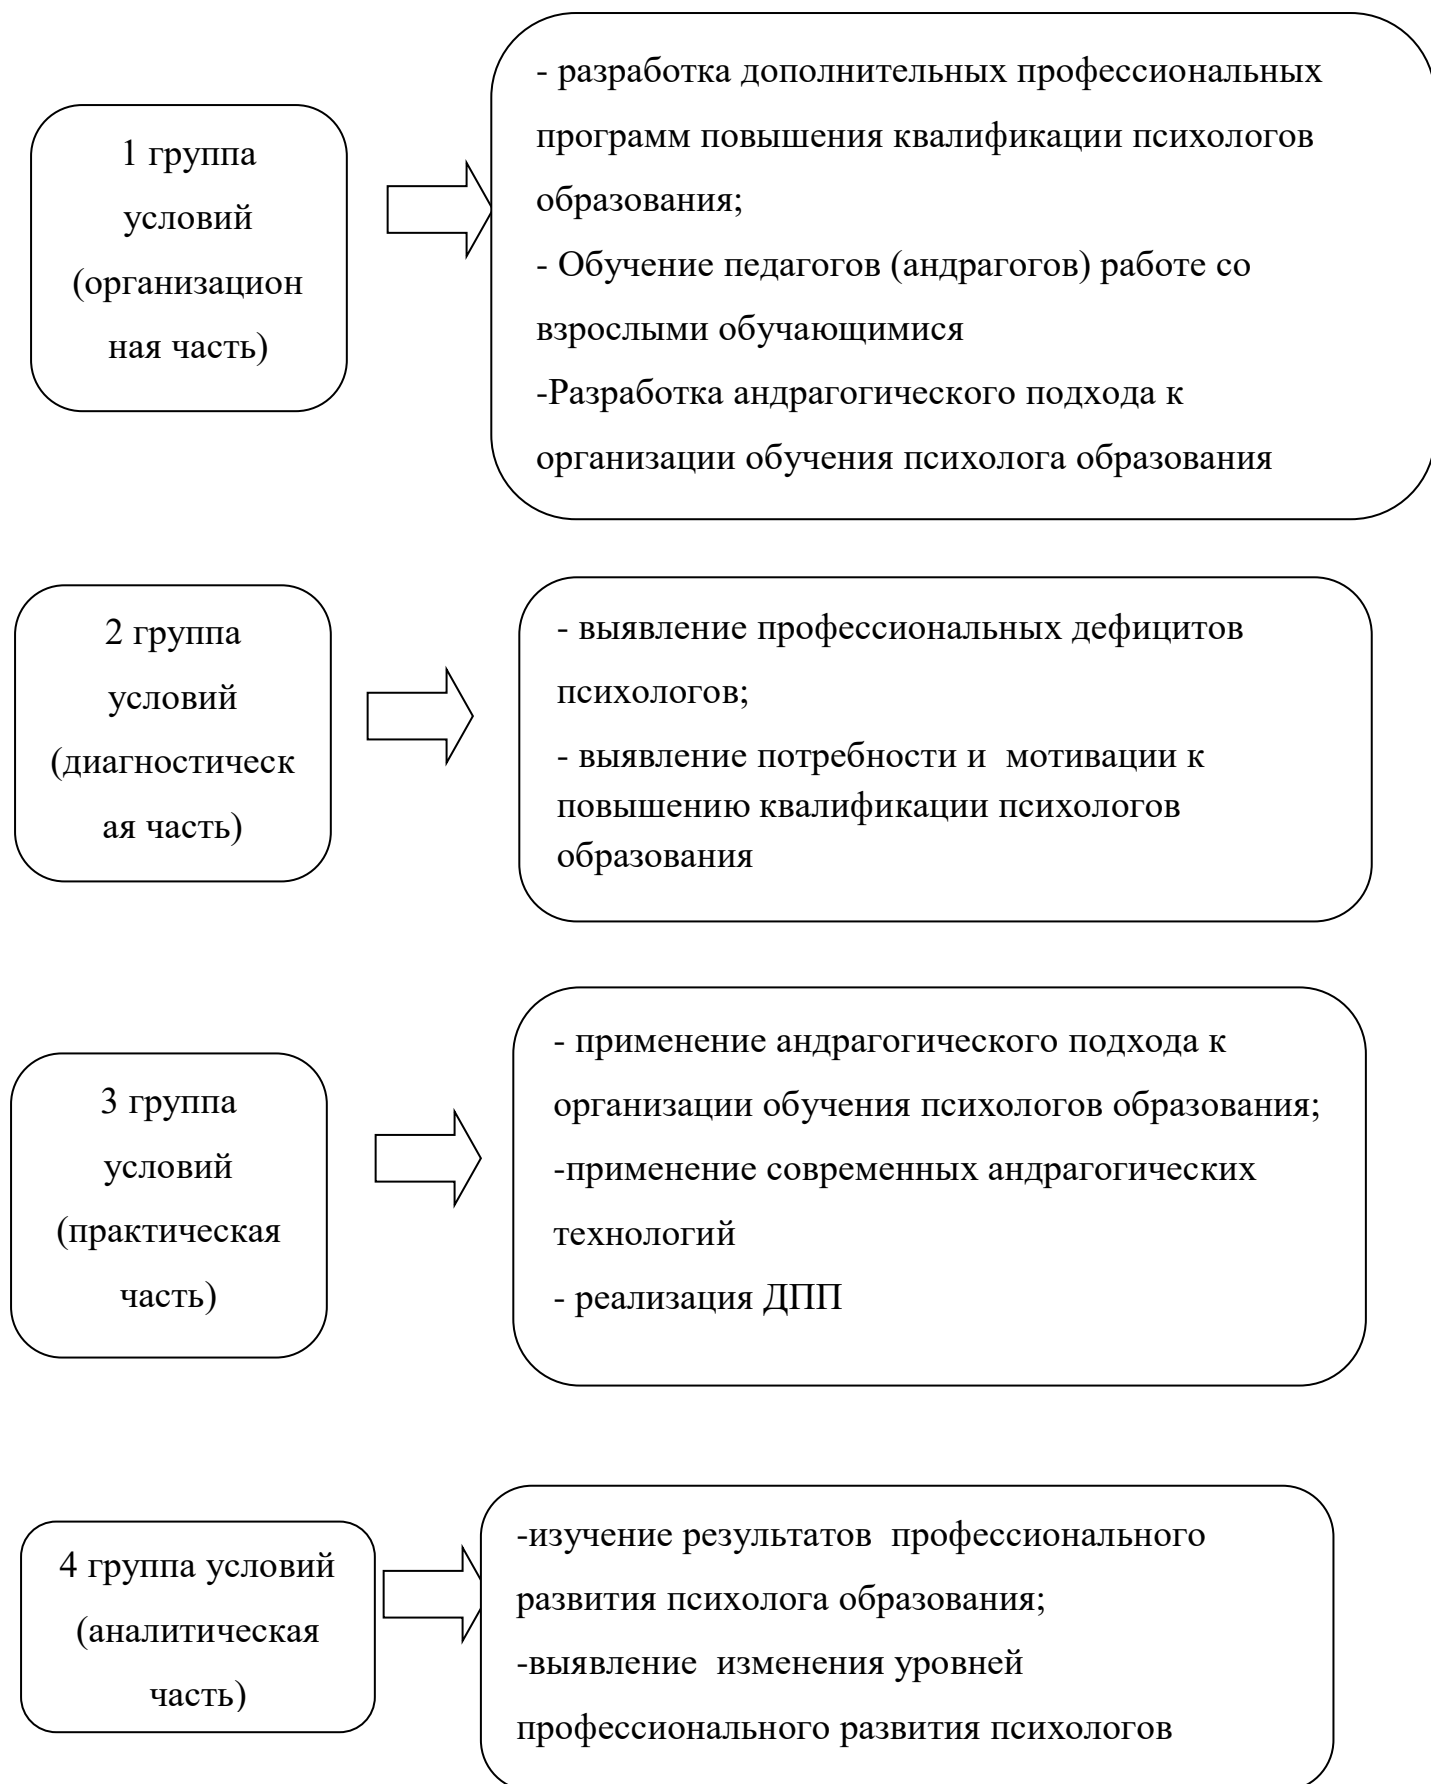 1 группа
условий
(организацион
ная часть)
- разработка дополнительных профессиональных
программ повышения квалификации психологов
образования;
- Обучение педагогов (андрагогов) работе со
взрослыми обучающимися
-Разработка андрагогического подхода к
организации обучения психолога образования
2 группа
условий
(диагностическ
ая часть)
- выявление профессиональных дефицитов
психологов;
- выявление потребности и  мотивации к
повышению квалификации психологов
образования
3 группа
условий
(практическая
часть)
- применение андрагогического подхода к
организации обучения психологов образования;
-применение современных андрагогических
технологий
- реализация ДПП
4 группа условий
(аналитическая
часть)
-изучение результатов  профессионального
развития психолога образования;
-выявление  изменения уровней
профессионального развития психологов